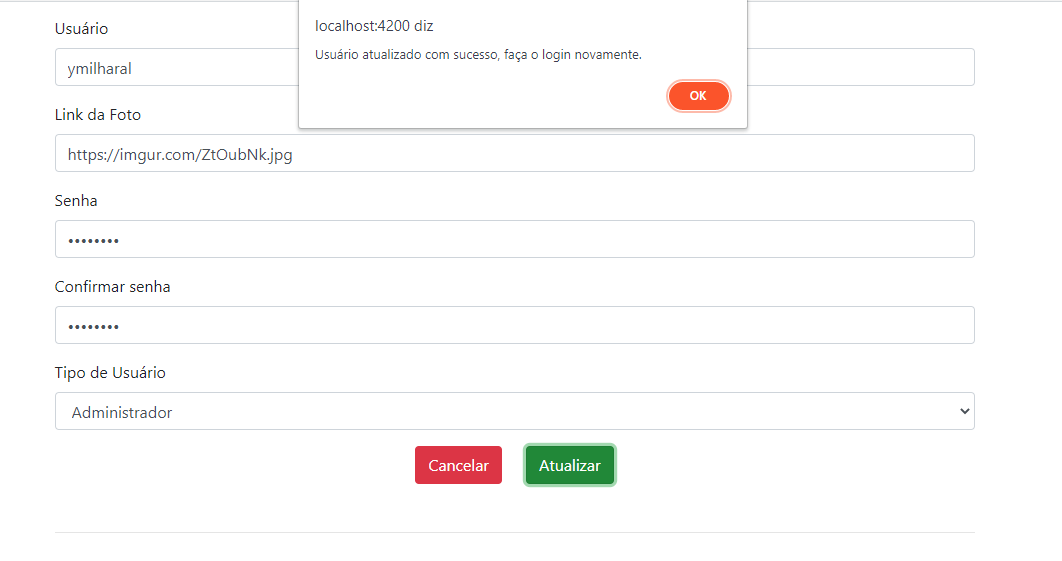 localhost:4200 diz
Usuário atualizado com sucesso, faça o login novamente.
OK
Usuário
ymilharal
Link da Foto
https://imgur.com/ZtOubNk.jpg
Senha
••••••••
Confirmar senha
••••••••
Tipo de Usuário
Administrador
Cancelar
Atualizar